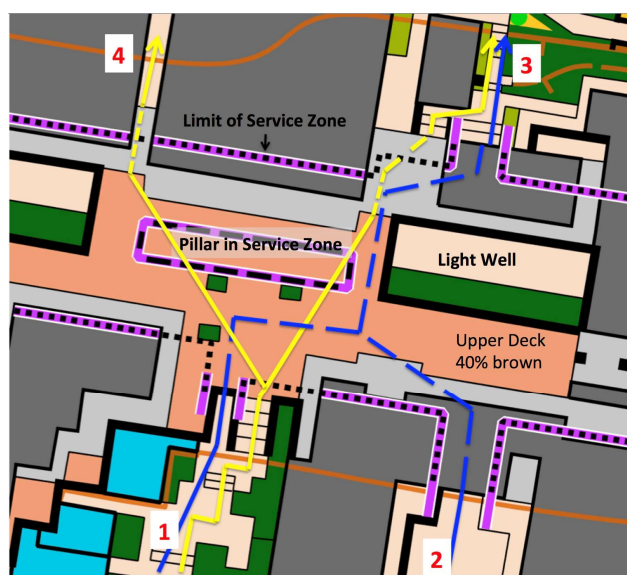 4
3
Limit of Service Zone
Pillar in Service Zone
Light Well
Upper Deck
40% brown
1
2